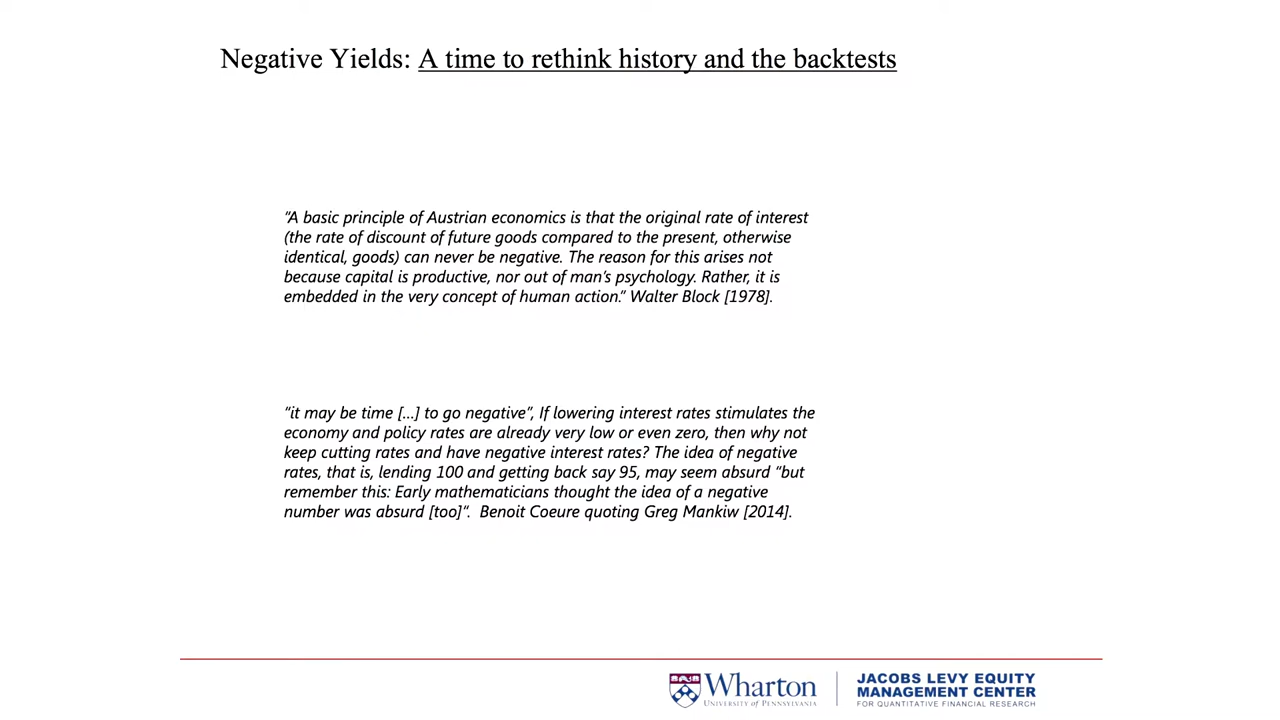 Negative Yields: A time to rethink history and the backtests
“A basic principle of Austrian economics is that the original rate of interest
(the rate of discount of future goods compared to the present, otherwise
identical, goods) can never be negative. The reason for this arises not
because capital is productive, nor out of man’s psychology. Rather, it is
embedded in the very concept of human action.” Walter Block [1978].
“it may be time […] to go negative”, If lowering interest rates stimulates the
economy and policy rates are already very low or even zero, then why not
keep cutting rates and have negative interest rates? The idea of negative
rates, that is, lending 100 and getting back say 95, may seem absurd “but
remember this: Early mathematicians thought the idea of a negative
number was absurd [too]“. Benoit Coeure quoting Greg Mankiw [2014].
Wharton
UNIVERSITY of PENNSYLVANIA
JACOBS LEVY EQUITY
MANAGEMENT CENTER
FOR QUANTITATIVE FINANCIAL RESEARCH